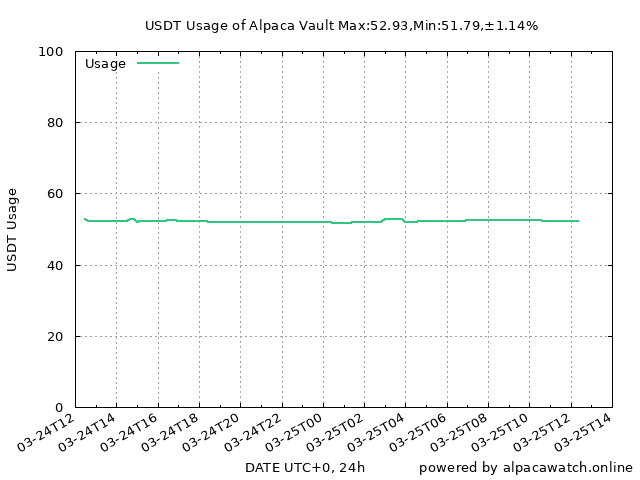 USDT Usage of Alpaca Vault Max:52.93,Min:51.79,±1.14%
Usage
100
80
60
40
20
0
USDT Usage
03-24T12
03-24T14
03-24T16
03-24T18
03-24T20
03-24T22
03-25T00
03-25T02
03-25T04
03-25T06
03-25T08
03-25T10
03-25T12
03-25T14
DATE UTC+0, 24h
powered by alpacawatch.online